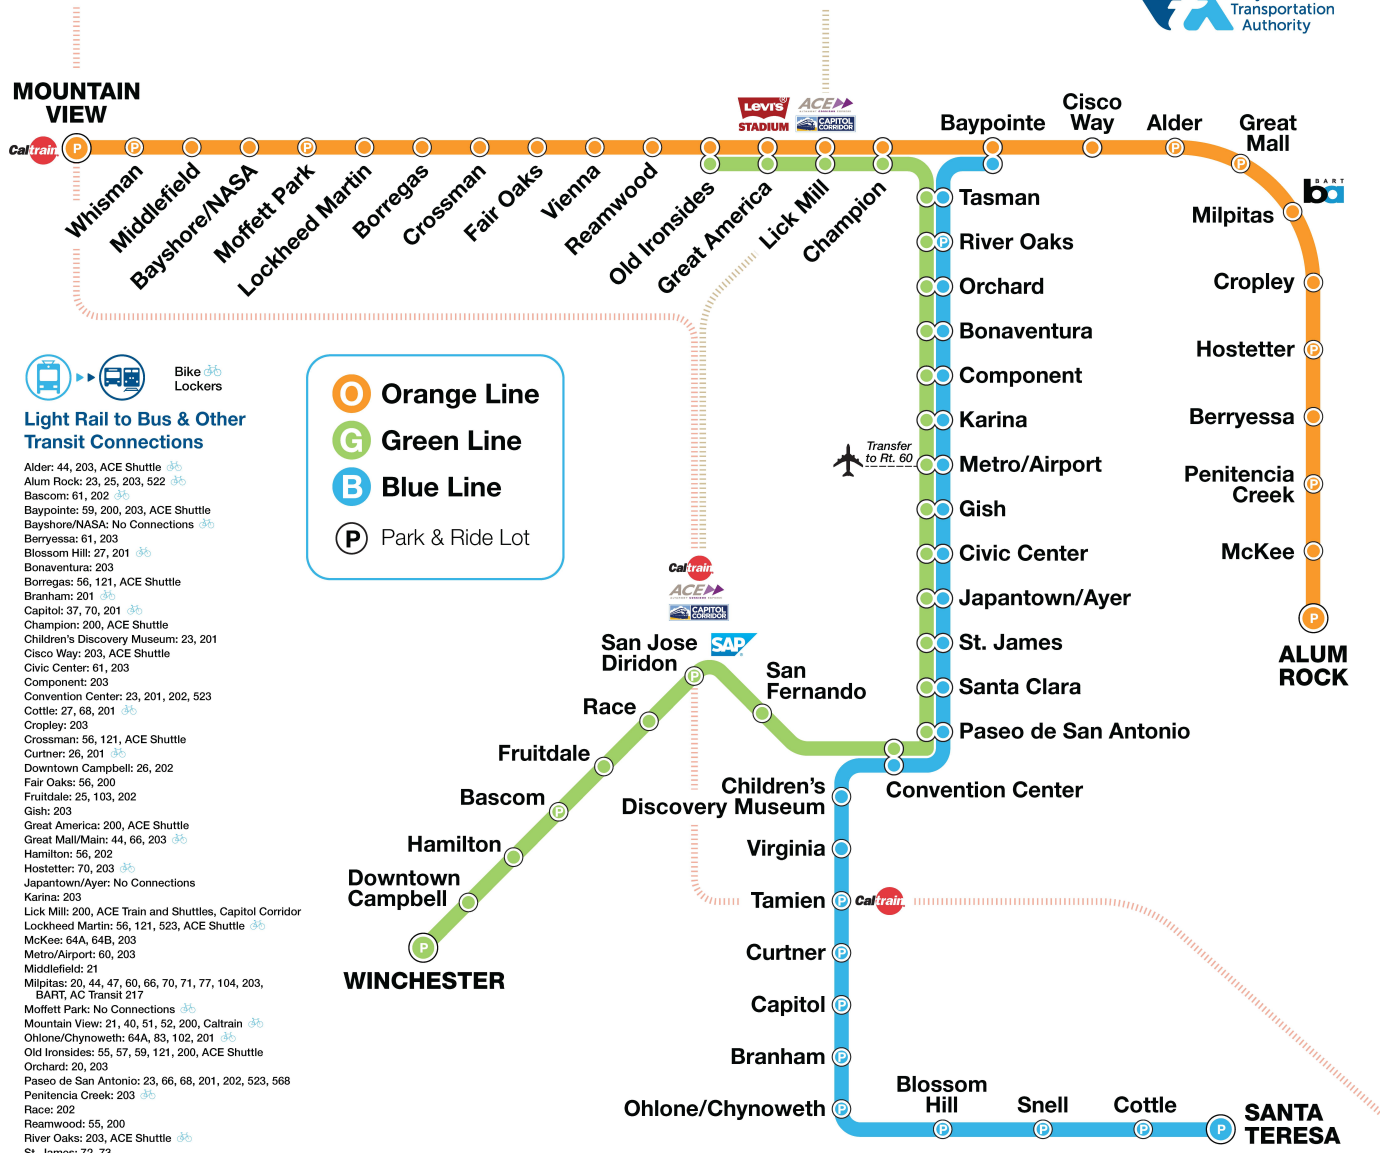 Transportation
Authority
MOUNTAIN
VIEW
Caltrain
P
Whisman
Middlefield
Bayshore/NASA
Moffett Park
Lockheed Martin
Borregas
Crossman
Fair Oaks
Vienna
Reamwood
Old Ironsides
Great America
Lick Mill
Champion
LEVI'S
STADIUM
ACE
CAPITOL
CORRIDOR
Baypointe
Cisco
Way
Alder
Great
Mall
BART
ba
Milpitas
Cropley
Hostetter
Berryessa
Penitencia
Creek
McKee
ALUM
ROCK
Tasman
River Oaks
Orchard
Bonaventura
Component
Karina
Transfer
to Rt. 60
Metro/Airport
Gish
Civic Center
Japantown/Ayer
St. James
Santa Clara
Paseo de San Antonio
Convention Center
O Orange Line
G Green Line
B Blue Line
P Park & Ride Lot
Caltrain
ACE
CAPITOL
CORRIDOR
San Jose
Diridon
SAP
San
Fernando
Race
Fruitdale
Bascom
Hamilton
Downtown
Campbell
WINCHESTER
Children's
Discovery Museum
Virginia
Tamien
Caltrain
Curtner
Capitol
Branham
Ohlone/Chynoweth
Blossom
Hill
Snell
Cottle
SANTA
TERESA
Bike
Lockers
Light Rail to Bus & Other
Transit Connections
Alder: 44, 203, ACE Shuttle
Alum Rock: 23, 25, 203, 522
Bascom: 61, 202
Baypointe: 59, 200, 203, ACE Shuttle
Bayshore/NASA: No Connections
Berryessa: 61, 203
Blossom Hill: 27, 201
Bonaventura: 203
Borregas: 56, 121, ACE Shuttle
Branham: 201
Capitol: 37, 70, 201
Champion: 200, ACE Shuttle
Children's Discovery Museum: 23, 201
Cisco Way: 203, ACE Shuttle
Civic Center: 61, 203
Component: 203
Convention Center: 23, 201, 202, 523
Cottle: 27, 68, 201
Cropley: 203
Crossman: 56, 121, ACE Shuttle
Curtner: 26, 201
Downtown Campbell: 26, 202
Fair Oaks: 56, 200
Fruitdale: 25, 103, 202
Gish: 203
Great America: 200, ACE Shuttle
Great Mall/Main: 44, 66, 203
Hamilton: 56, 202
Hostetter: 70, 203
Japantown/Ayer: No Connections
Karina: 203
Lick Mill: 200, ACE Train and Shuttles, Capitol Corridor
Lockheed Martin: 56, 121, 523, ACE Shuttle
McKee: 64A, 64B, 203
Metro/Airport: 60, 203
Middlefield: 21
Milpitas: 20, 44, 47, 60, 66, 70, 71, 77, 104, 203,
BART, AC Transit 217
Moffett Park: No Connections
Mountain View: 21, 40, 51, 52, 200, Caltrain
Ohlone/Chynoweth: 64A, 83, 102, 201
Old Ironsides: 55, 57, 59, 121, 200, ACE Shuttle
Orchard: 20, 203
Paseo de San Antonio: 23, 66, 68, 201, 202, 523, 568
Penitencia Creek: 203
Race: 202
Reamwood: 55, 200
River Oaks: 203, ACE Shuttle
St. James: 72, 73